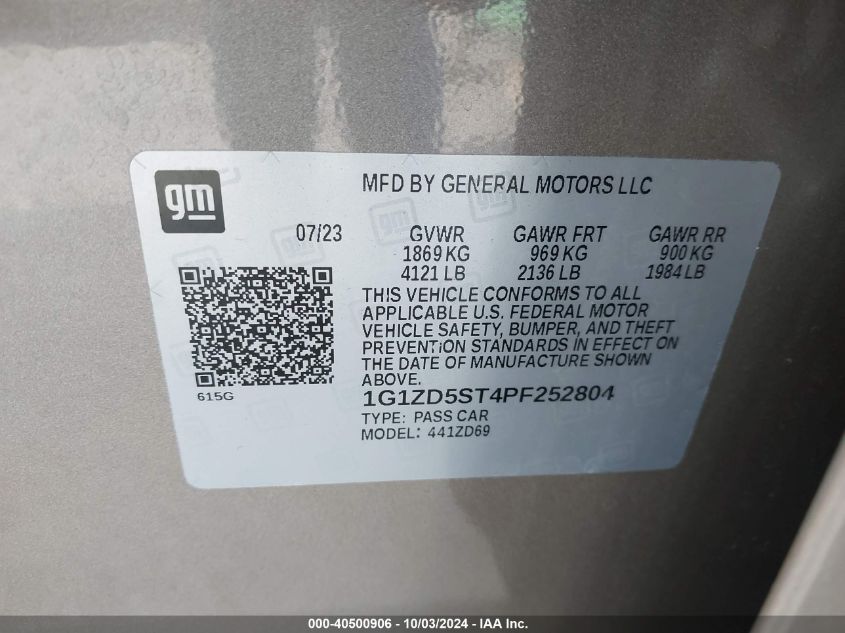 gm
MFD BY GENERAL MOTORS LLC
07/23 GVWR GAWR FRT GAWR RR
1869 KG 969 KG 900 KG
4121 LB 2136 LB 1984 LB
THIS VEHICLE CONFORMS TO ALL
APPLICABLE U.S. FEDERAL MOTOR
VEHICLE SAFETY, BUMPER, AND THEFT
PREVENTION STANDARDS IN EFFECT ON
THE DATE OF MANUFACTURE SHOWN
ABOVE.
615G
1G1ZD5ST4PF252804
TYPE: PASS CAR
MODEL: 441ZD69
000-40500906 - 10/03/2024 - IAA Inc.